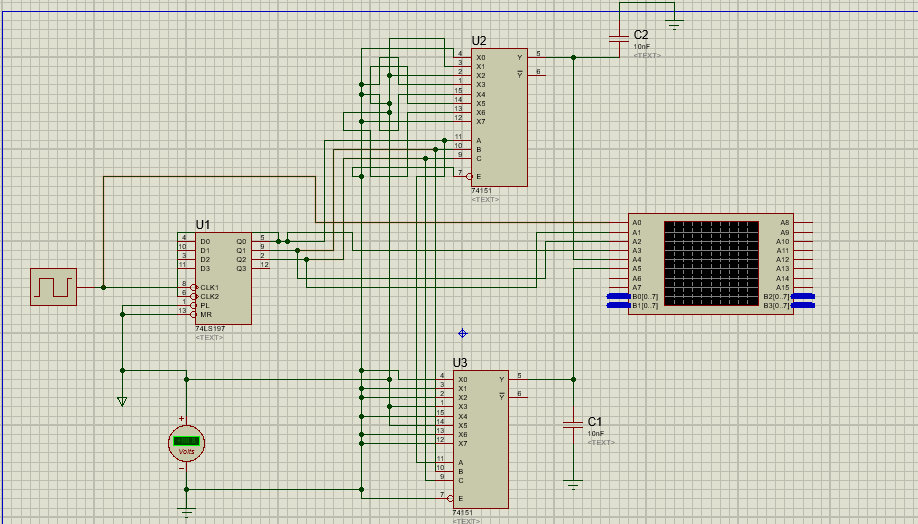 C2
10nF
<TEXT>
U2
4 X0 Y 5
3 X1
2 X2 Y 6
1 X3
15 X4
14 X5
13 X6
12 X7
11 A
10 B
9 C
7 E
74151
<TEXT>
U1
4 D0 Q0 5
10 D1 Q1 9
3 D2 Q2 2
11 D3 Q3 12
8 CLK1
6 CLK2
1 PL
13 MR
74LS197
<TEXT>
A0 A8
A1 A9
A2 A10
A3 A11
A4 A12
A5 A13
A6 A14
A7 A15
B0[0..7] B2[0..7]
B1[0..7] B3[0..7]
U3
4 X0 Y 5
3 X1
2 X2 Y 6
1 X3
15 X4
14 X5
13 X6
12 X7
11 A
10 B
9 C
7 E
74151
<TEXT>
C1
10nF
<TEXT>
+
Volts
−